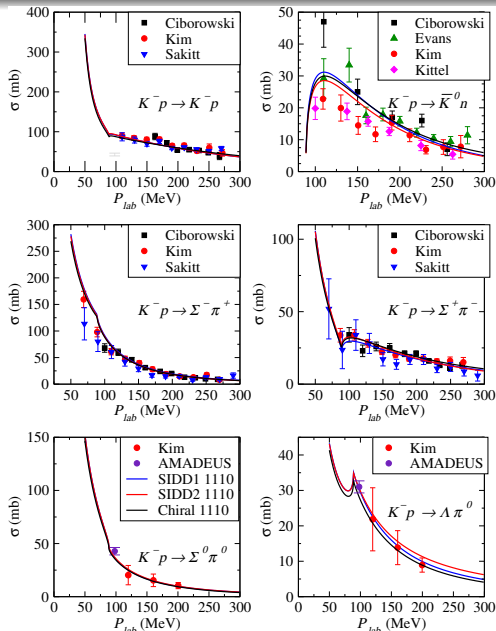 σ (mb)
400
300
200
100
0
Ciborowski
Kim
Sakitt
K⁻p → K⁻p
0 50 100 150 200 250 300
P_lab (MeV)
σ (mb)
50
40
30
20
10
0
Ciborowski
Evans
Kim
Kittel
K⁻p → K̅⁰n
100 150 200 250 300
P_lab (MeV)
σ (mb)
300
250
200
150
100
50
0
Ciborowski
Kim
Sakitt
K⁻p → Σ⁻π⁺
50 100 150 200 250 300
P_lab (MeV)
σ (mb)
100
50
0
Ciborowski
Kim
Sakitt
K⁻p → Σ⁺π⁻
0 50 100 150 200 250 300
P_lab (MeV)
σ (mb)
150
100
50
0
Kim
AMADEUS
SIDD1 1110
SIDD2 1110
Chiral 1110
K⁻p → Σ⁰π⁰
0 50 100 150 200 250 300
P_lab (MeV)
σ (mb)
50
40
30
20
10
0
Kim
AMADEUS
K⁻p → Λ π⁰
0 50 100 150 200 250 300
P_lab (MeV)